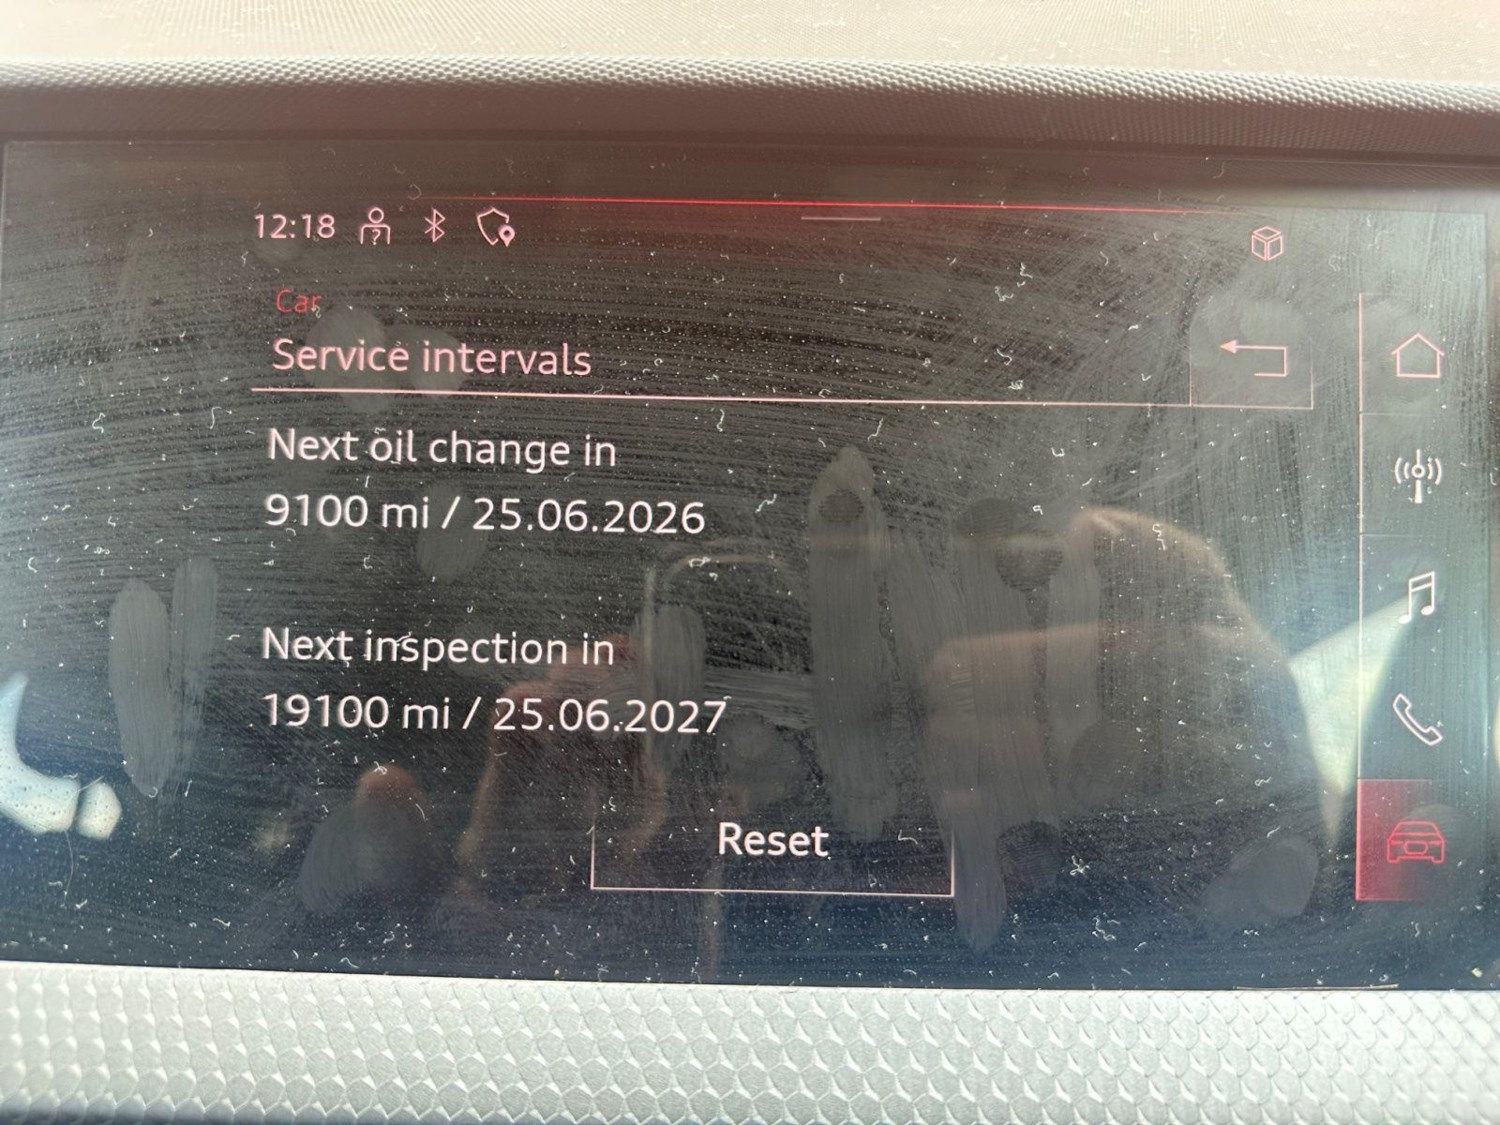 12:18
Car
Service intervals
Next oil change in
9100 mi / 25.06.2026
Next inspection in
19100 mi / 25.06.2027
Reset